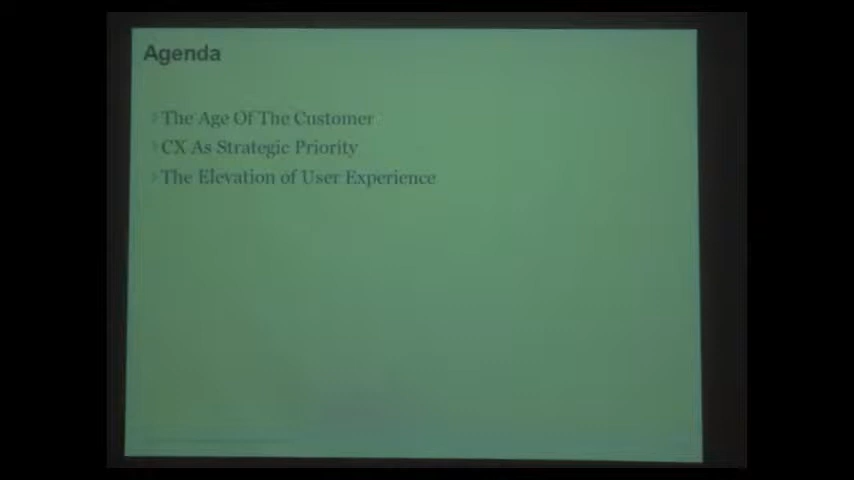 Agenda
The Age Of The Customer
CX As Strategic Priority
The Elevation of User Experience